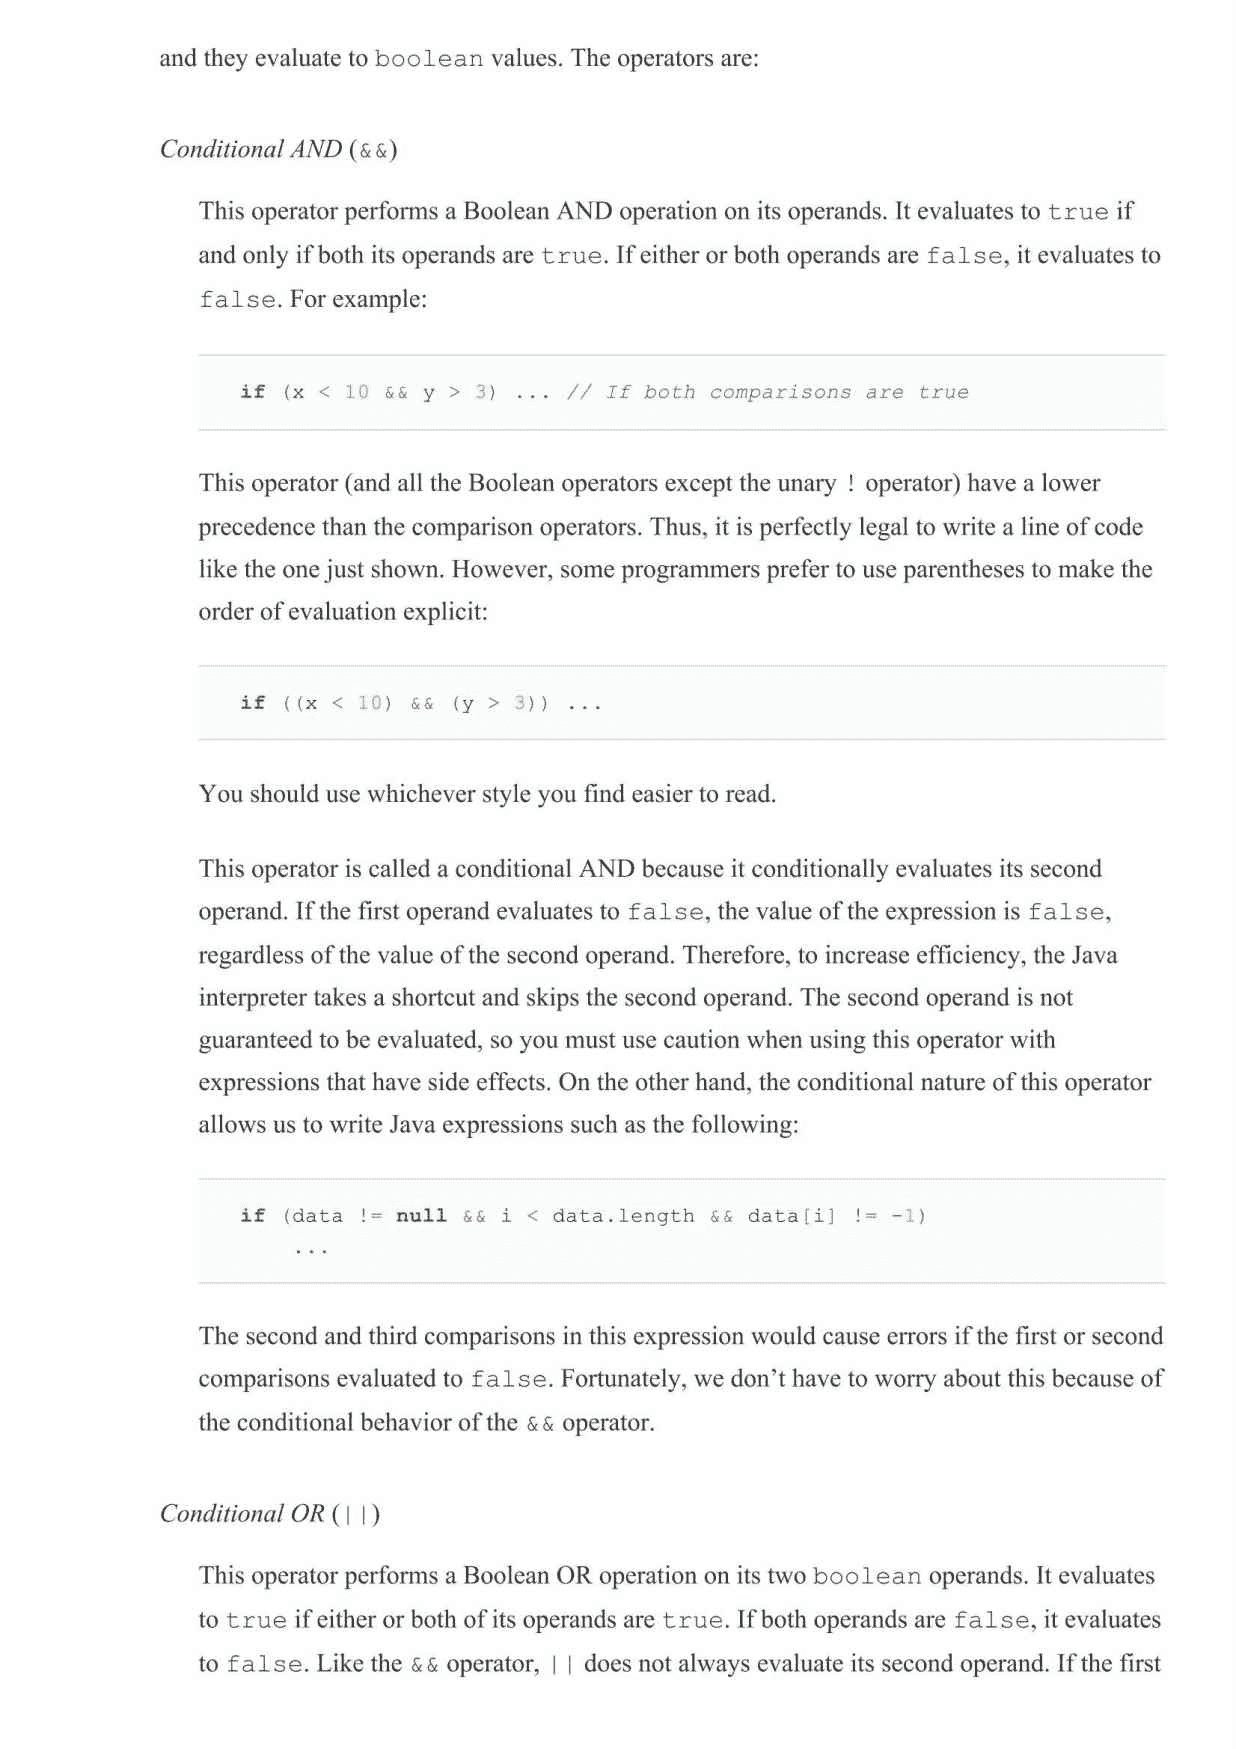 and they evaluate to boolean values. The operators are:
Conditional AND (&&)
This operator performs a Boolean AND operation on its operands. It evaluates to true if
and only if both its operands are true. If either or both operands are false, it evaluates to
false. For example:
if (x < 10 && y > 3) ... // If both comparisons are true
This operator (and all the Boolean operators except the unary ! operator) have a lower
precedence than the comparison operators. Thus, it is perfectly legal to write a line of code
like the one just shown. However, some programmers prefer to use parentheses to make the
order of evaluation explicit:
if ((x < 10) && (y > 3)) ...
You should use whichever style you find easier to read.
This operator is called a conditional AND because it conditionally evaluates its second
operand. If the first operand evaluates to false, the value of the expression is false,
regardless of the value of the second operand. Therefore, to increase efficiency, the Java
interpreter takes a shortcut and skips the second operand. The second operand is not
guaranteed to be evaluated, so you must use caution when using this operator with
expressions that have side effects. On the other hand, the conditional nature of this operator
allows us to write Java expressions such as the following:
if (data != null && i < data.length && data[i] != -1)
...
The second and third comparisons in this expression would cause errors if the first or second
comparisons evaluated to false. Fortunately, we don’t have to worry about this because of
the conditional behavior of the && operator.
Conditional OR (||)
This operator performs a Boolean OR operation on its two boolean operands. It evaluates
to true if either or both of its operands are true. If both operands are false, it evaluates
to false. Like the && operator, || does not always evaluate its second operand. If the first